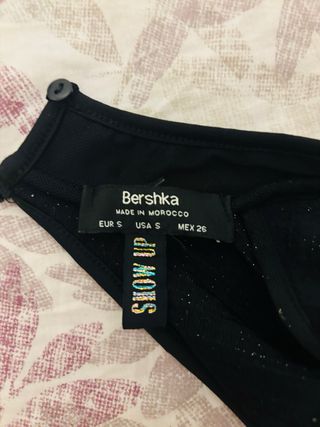 Bershka
MADE IN MOROCCO
EUR S USA S MEX 26
SHOW UP